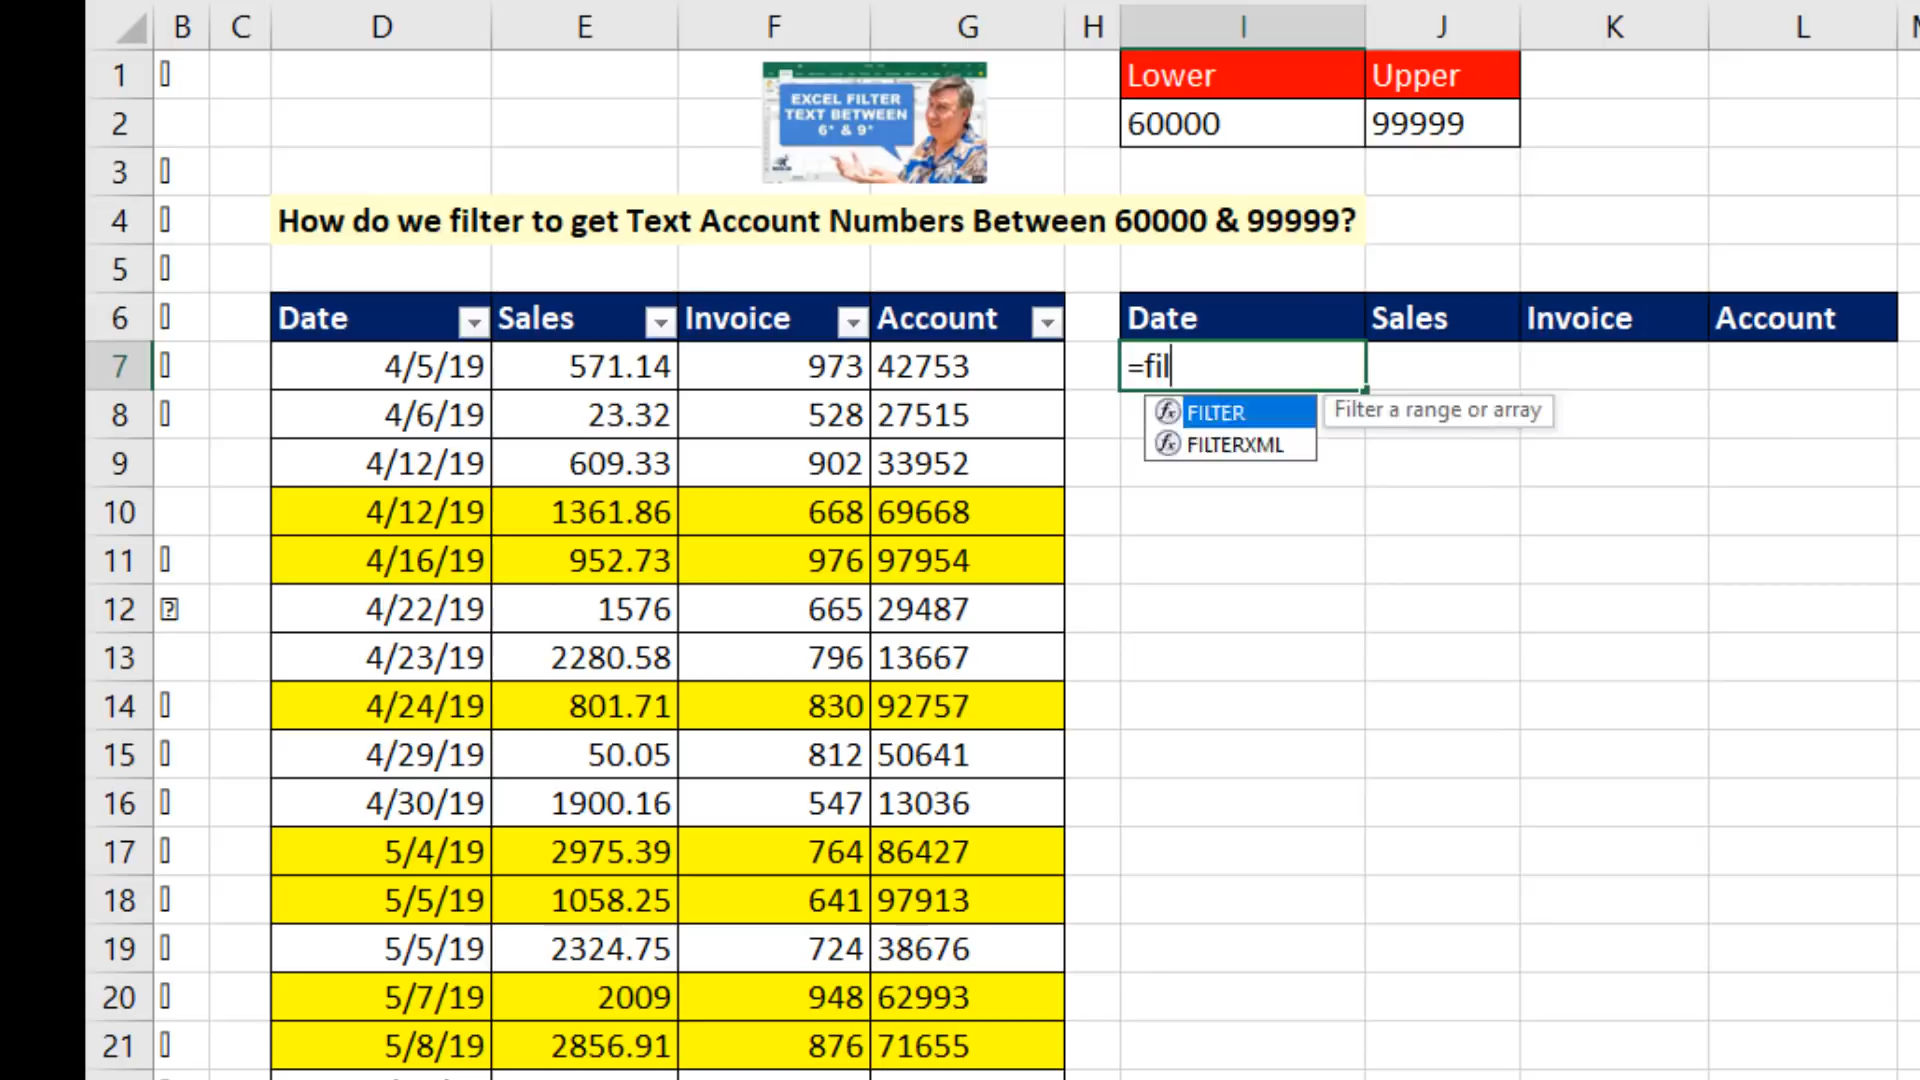 B C D E F G H I J K L
1 Lower Upper
EXCEL FILTER
TEXT BETWEEN
6* & 9*
2 60000 99999
3
4 How do we filter to get Text Account Numbers Between 60000 & 99999?
5
6 Date Sales Invoice Account Date Sales Invoice Account
7 4/5/19 571.14 973 42753 =fil
8 4/6/19 23.32 528 27515 FILTER Filter a range or array
FILTERXML
9 4/12/19 609.33 902 33952
10 4/12/19 1361.86 668 69668
11 4/16/19 952.73 976 97954
12 4/22/19 1576 665 29487
13 4/23/19 2280.58 796 13667
14 4/24/19 801.71 830 92757
15 4/29/19 50.05 812 50641
16 4/30/19 1900.16 547 13036
17 5/4/19 2975.39 764 86427
18 5/5/19 1058.25 641 97913
19 5/5/19 2324.75 724 38676
20 5/7/19 2009 948 62993
21 5/8/19 2856.91 876 71655